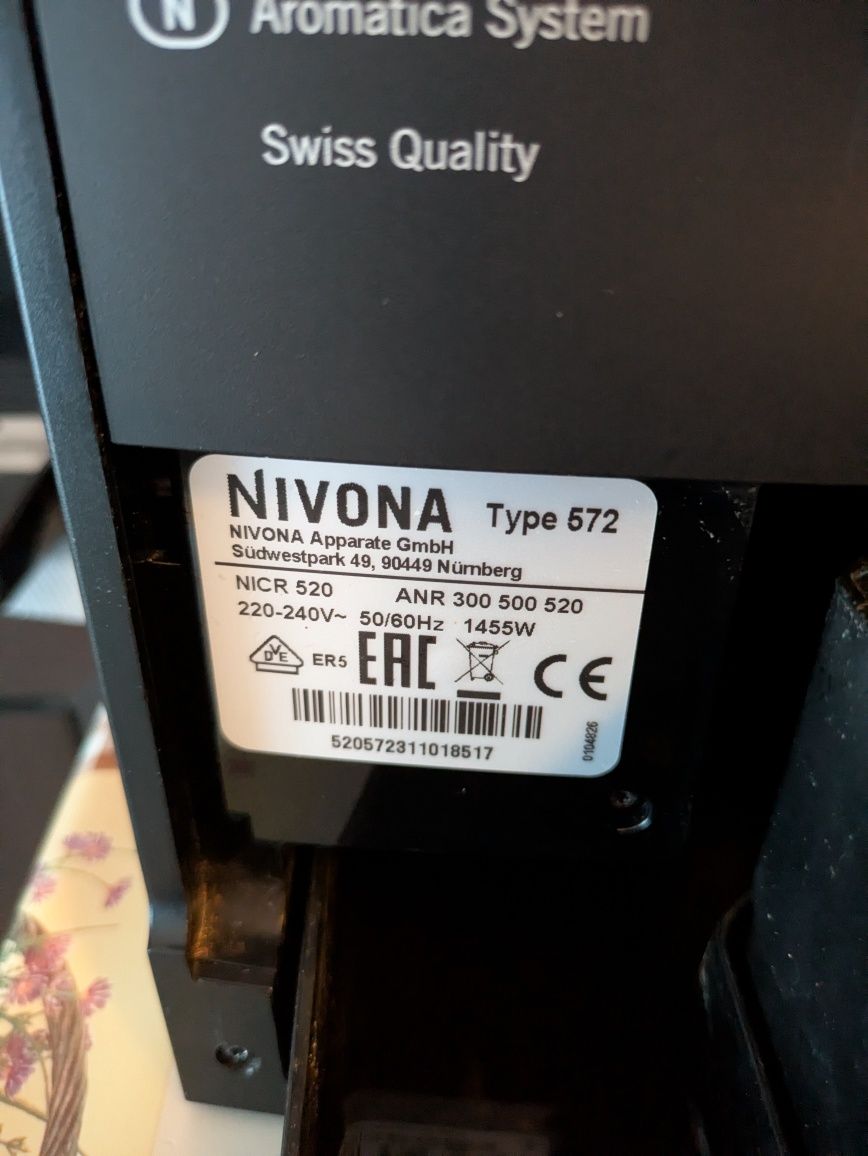 N Aromatica System
Swiss Quality
NIVONA Type 572
NIVONA Apparate GmbH
Südwestpark 49, 90449 Nürnberg
NICR 520 ANR 300 500 520
220-240V~ 50/60Hz 1455W
DVE ER5 EAC CE
520572311018517
0104826